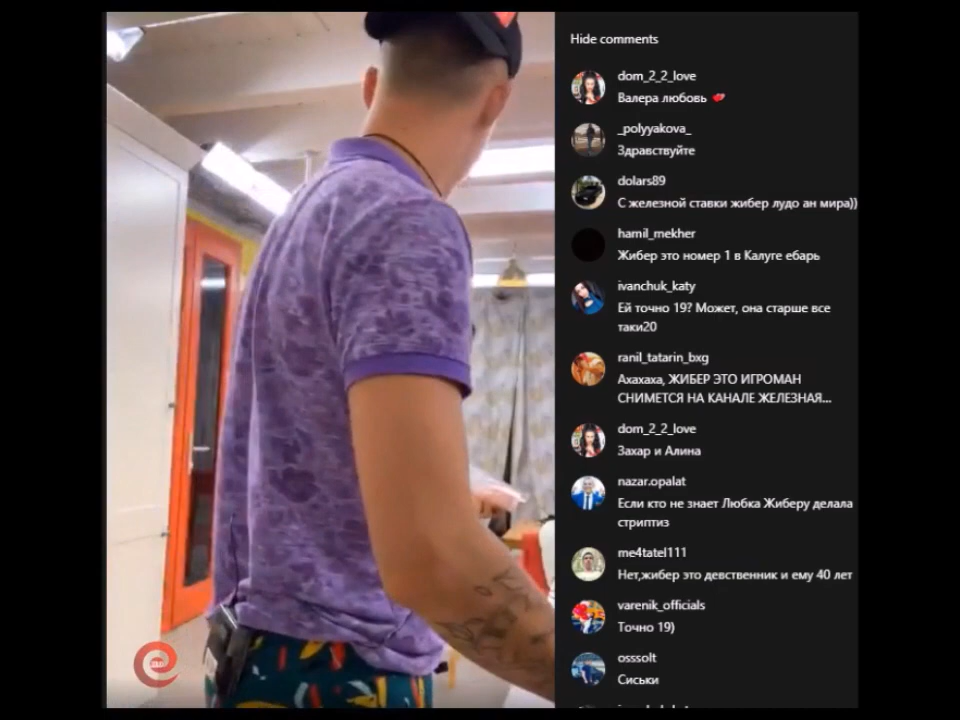 Hide comments
dom_2_2_love
Валера любовь 💋
_polyyakova_
Здравствуйте
dolars89
С железной ставки жибер лудо ан мира))
hamil_mekher
Жибер это номер 1 в Калуге ебарь
ivanchuk_katy
Ей точно 19? Может, она старше все
таки20
ranil_tatarin_bxg
Ахахаха, ЖИБЕР ЭТО ИГРОМАН
СНИМЕТСЯ НА КАНАЛЕ ЖЕЛЕЗНАЯ...
dom_2_2_love
Захар и Алина
nazar.opalat
Если кто не знает Любка Жиберу делала
стриптиз
me4tatel111
Нет,жибер это девственник и ему 40 лет
varenik_officials
Точно 19)
osssolt
Сиськи